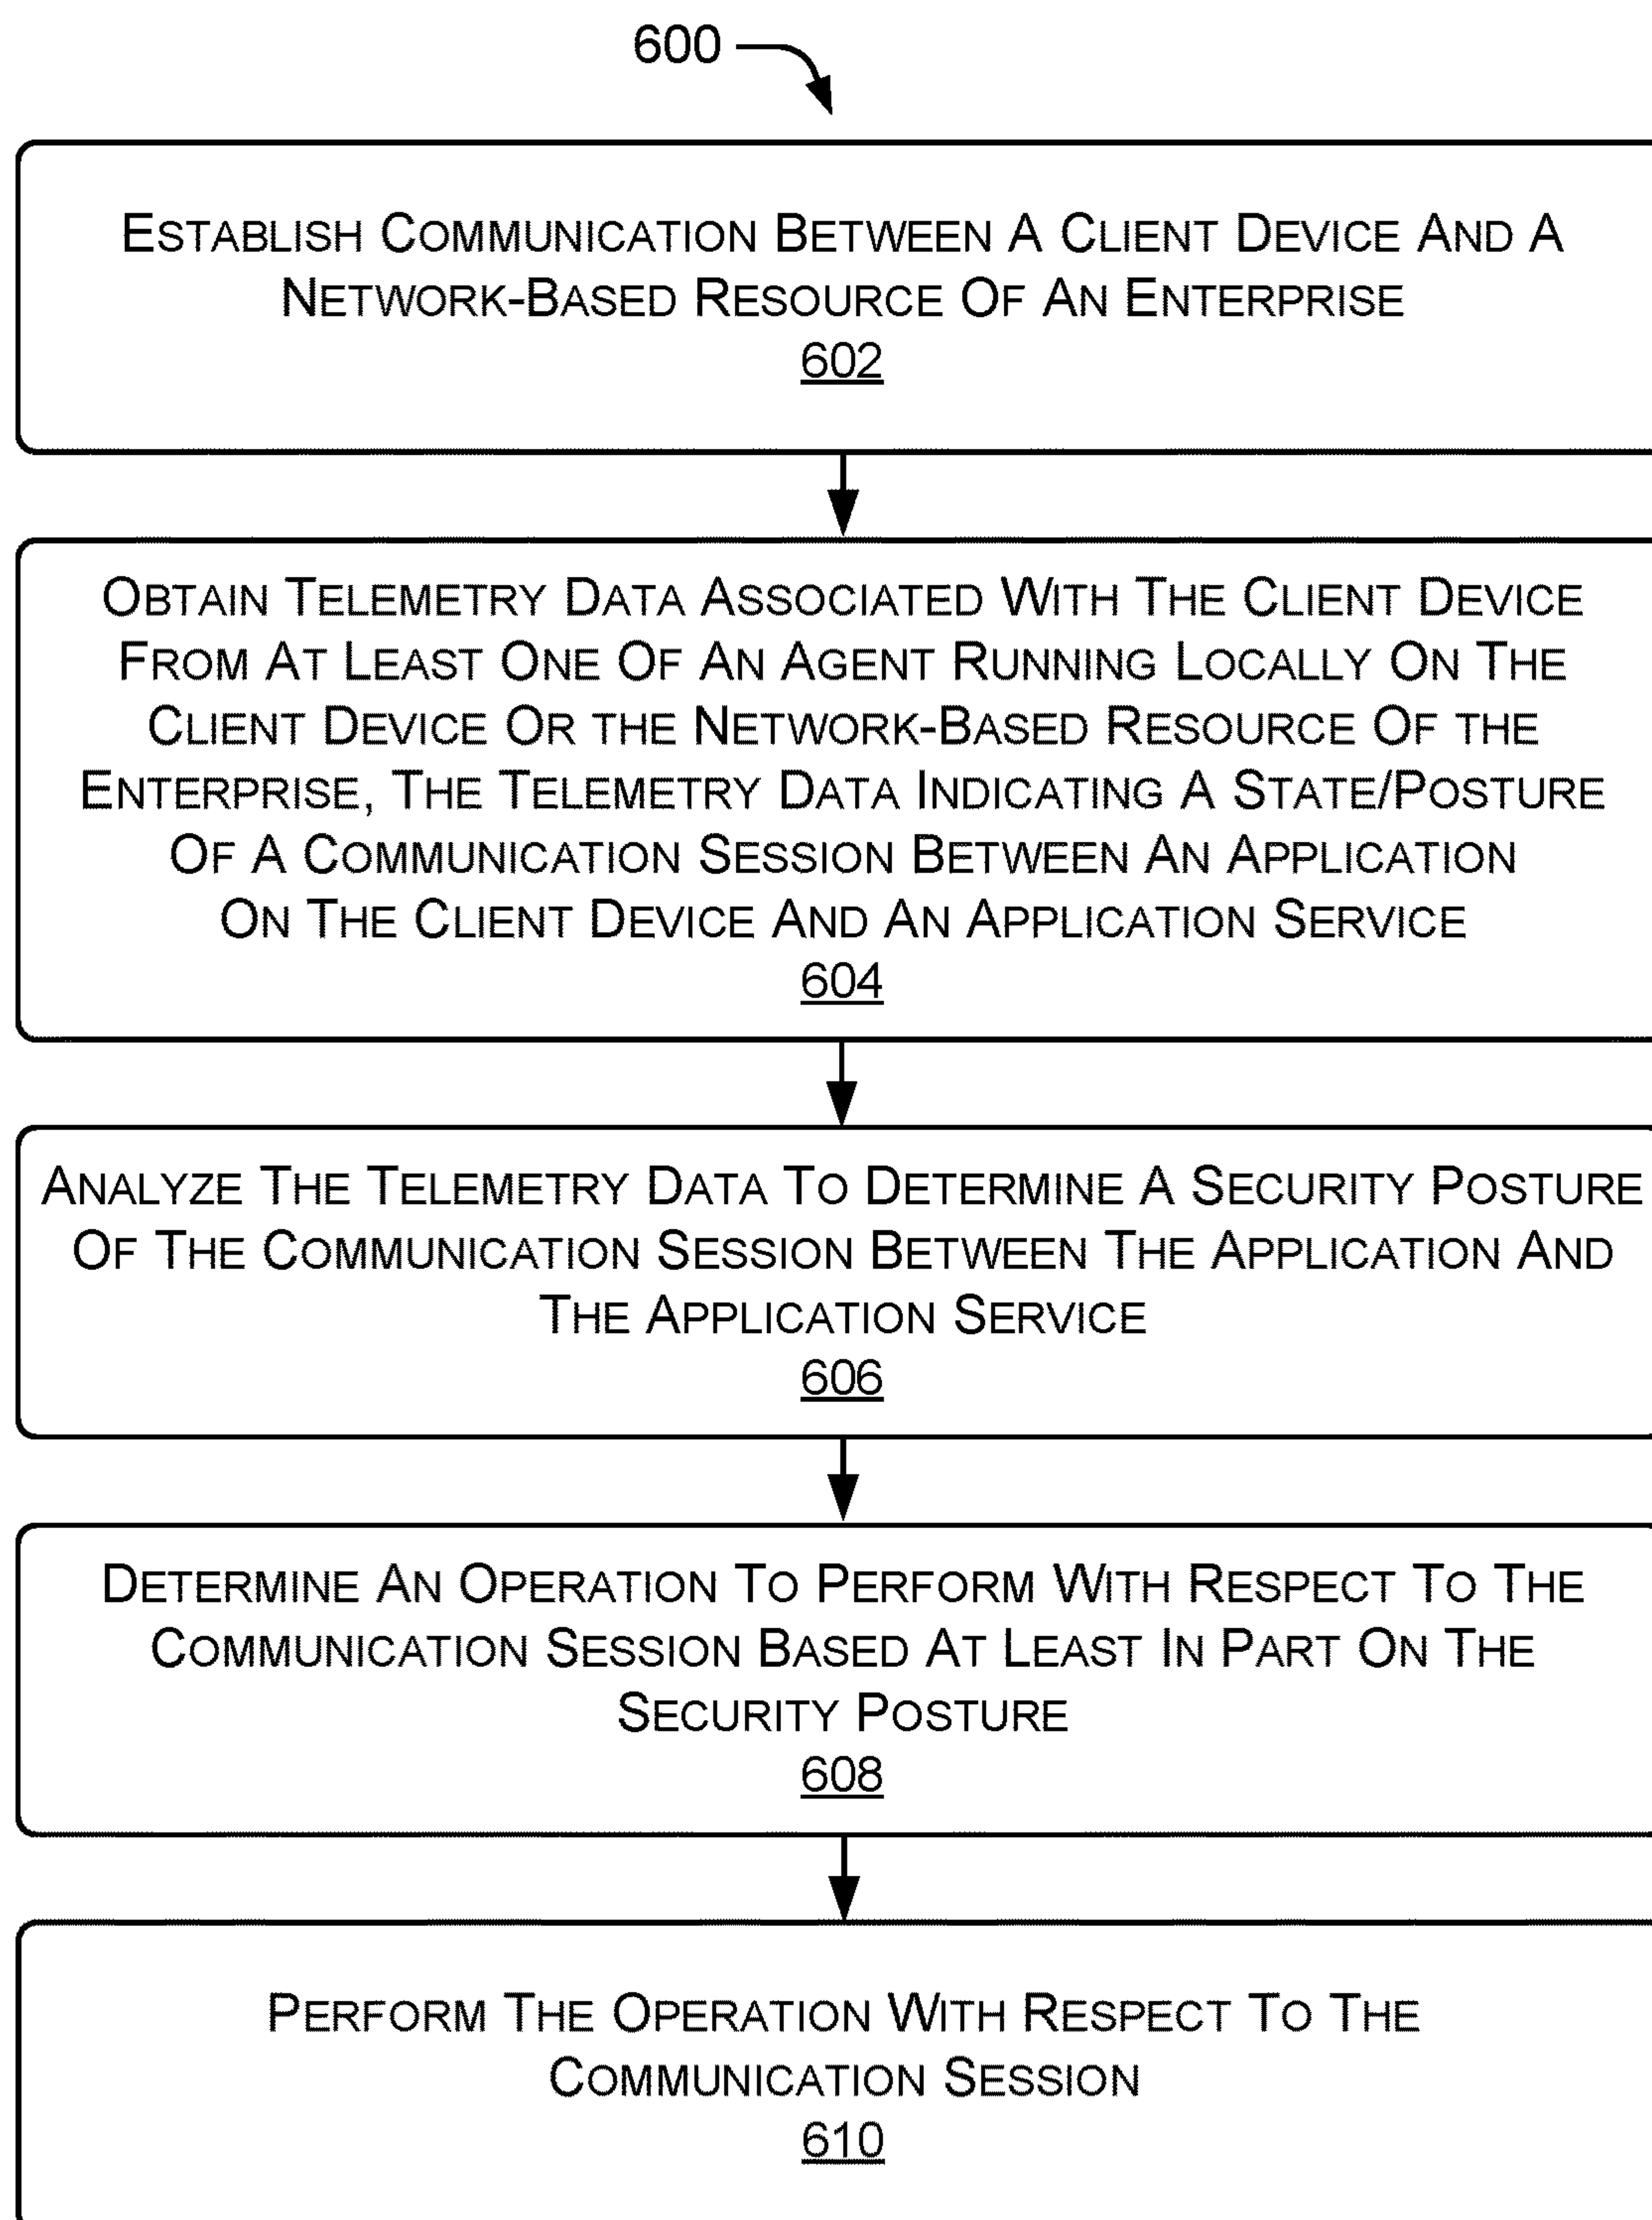 600
ESTABLISH COMMUNICATION BETWEEN A CLIENT DEVICE AND A
NETWORK-BASED RESOURCE OF AN ENTERPRISE
602
OBTAIN TELEMETRY DATA ASSOCIATED WITH THE CLIENT DEVICE
FROM AT LEAST ONE OF AN AGENT RUNNING LOCALLY ON THE
CLIENT DEVICE OR THE NETWORK-BASED RESOURCE OF THE
ENTERPRISE, THE TELEMETRY DATA INDICATING A STATE/POSTURE
OF A COMMUNICATION SESSION BETWEEN AN APPLICATION
ON THE CLIENT DEVICE AND AN APPLICATION SERVICE
604
ANALYZE THE TELEMETRY DATA TO DETERMINE A SECURITY POSTURE
OF THE COMMUNICATION SESSION BETWEEN THE APPLICATION AND
THE APPLICATION SERVICE
606
DETERMINE AN OPERATION TO PERFORM WITH RESPECT TO THE
COMMUNICATION SESSION BASED AT LEAST IN PART ON THE
SECURITY POSTURE
608
PERFORM THE OPERATION WITH RESPECT TO THE
COMMUNICATION SESSION
610